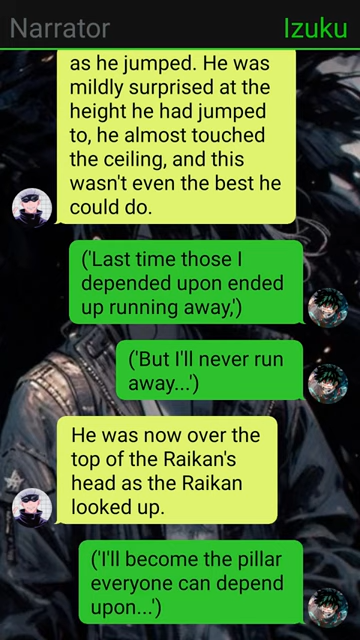 Narrator Izuku
as he jumped. He was
mildly surprised at the
height he had jumped
to, he almost touched
the ceiling, and this
wasn't even the best he
could do.
('Last time those I
depended upon ended
up running away,')
('But I'll never run
away...')
He was now over the
top of the Raikan's
head as the Raikan
looked up.
('I'll become the pillar
everyone can depend
upon...')